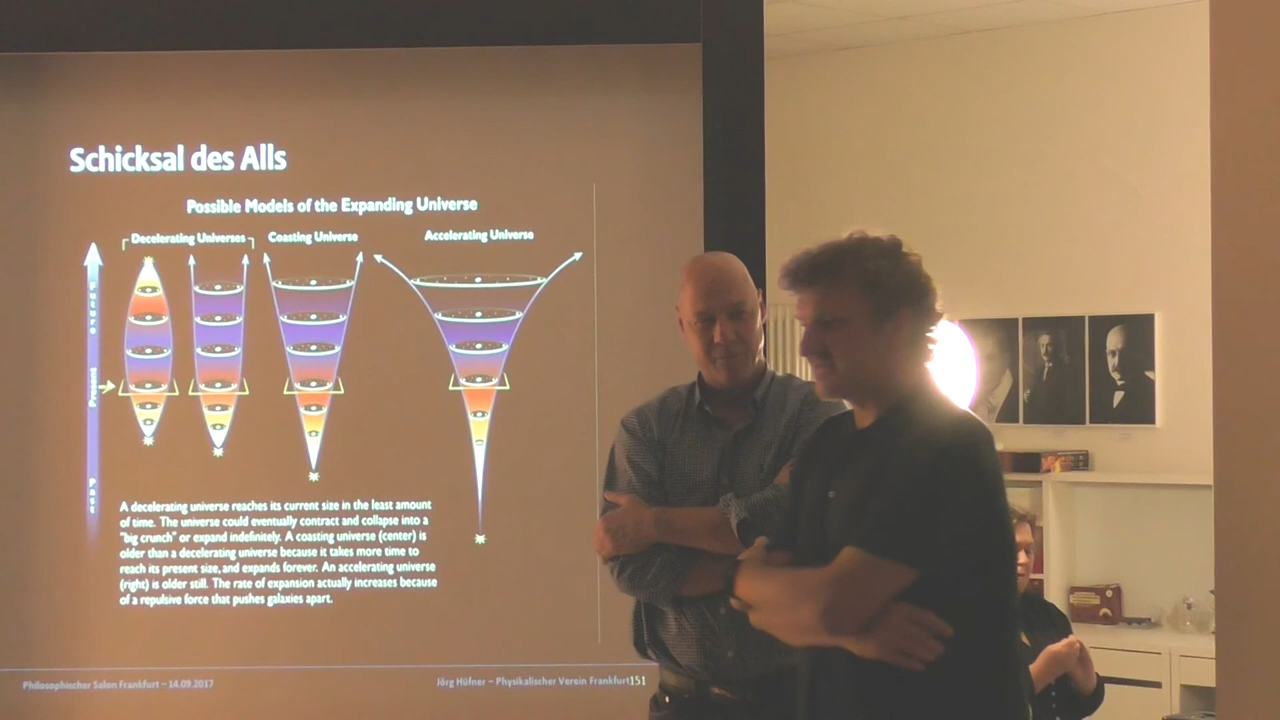 Schicksal des Alls
Possible Models of the Expanding Universe
Decelerating Universes
Coasting Universe
Accelerating Universe
Future
Present
Past
A decelerating universe reaches its current size in the least amount
of time. The universe could eventually contract and collapse into a
"big crunch" or expand indefinitely. A coasting universe (center) is
older than a decelerating universe because it takes more time to
reach its present size, and expands forever. An accelerating universe
(right) is older still. The rate of expansion actually increases because
of a repulsive force that pushes galaxies apart.
Philosophischer Salon Frankfurt – 14.09.2017
Jörg Hüfner – Physikalischer Verein Frankfurt151